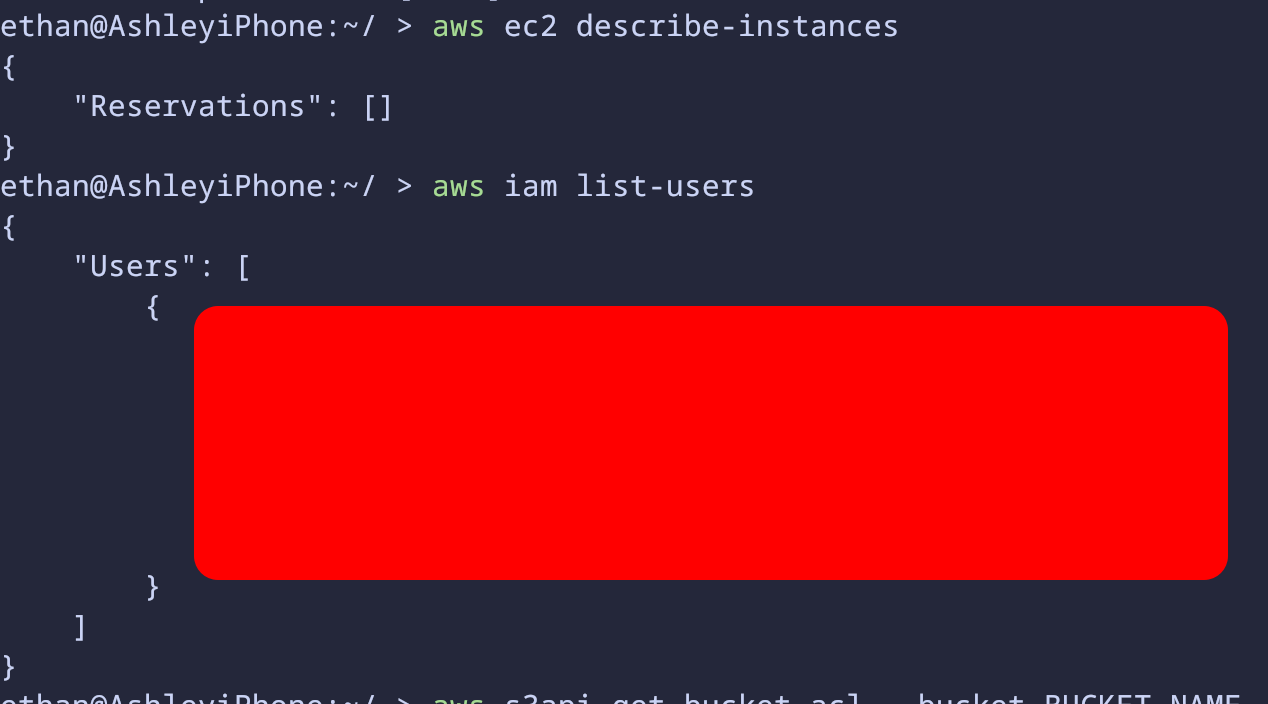 ethan@AshleyiPhone:~/ > aws ec2 describe-instances
{
    "Reservations": []
}
ethan@AshleyiPhone:~/ > aws iam list-users
{
    "Users": [
        {
        }
    ]
}
ethan@AshleyiPhone:~/ > aws s3api get-bucket-acl --bucket BUCKET_NAME